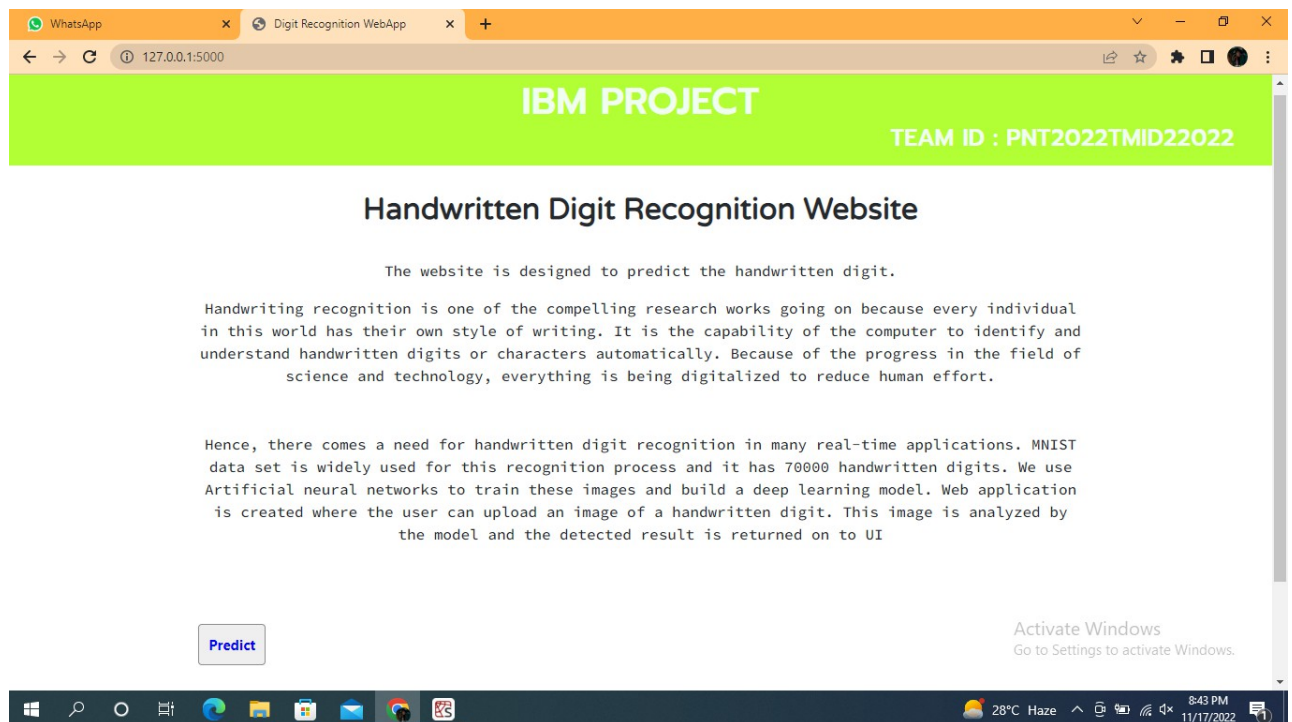 WhatsApp
Digit Recognition WebApp
127.0.0.1:5000
IBM PROJECT
TEAM ID : PNT2022TMID22022
Handwritten Digit Recognition Website
The website is designed to predict the handwritten digit.
Handwriting recognition is one of the compelling research works going on because every individual
in this world has their own style of writing. It is the capability of the computer to identify and
understand handwritten digits or characters automatically. Because of the progress in the field of
science and technology, everything is being digitalized to reduce human effort.
Hence, there comes a need for handwritten digit recognition in many real-time applications. MNIST
data set is widely used for this recognition process and it has 70000 handwritten digits. We use
Artificial neural networks to train these images and build a deep learning model. Web application
is created where the user can upload an image of a handwritten digit. This image is analyzed by
the model and the detected result is returned on to UI
Predict
Activate Windows
Go to Settings to activate Windows.
28°C Haze
8:43 PM
11/17/2022